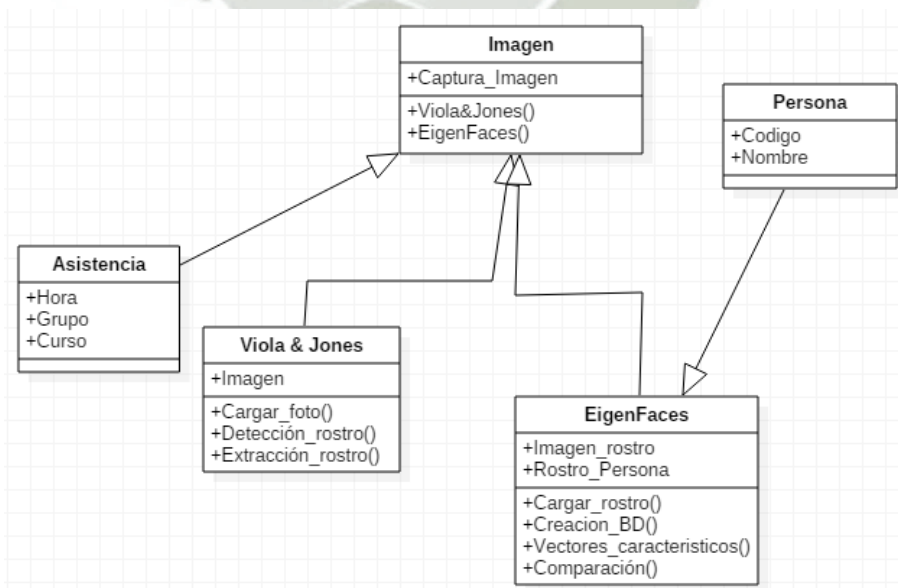 Imagen
+Captura_Imagen
+Viola&Jones()
+EigenFaces()
Persona
+Codigo
+Nombre
Asistencia
+Hora
+Grupo
+Curso
Viola & Jones
+Imagen
+Cargar_foto()
+Detección_rostro()
+Extracción_rostro()
EigenFaces
+Imagen_rostro
+Rostro_Persona
+Cargar_rostro()
+Creacion_BD()
+Vectores_caracteristicos()
+Comparación()